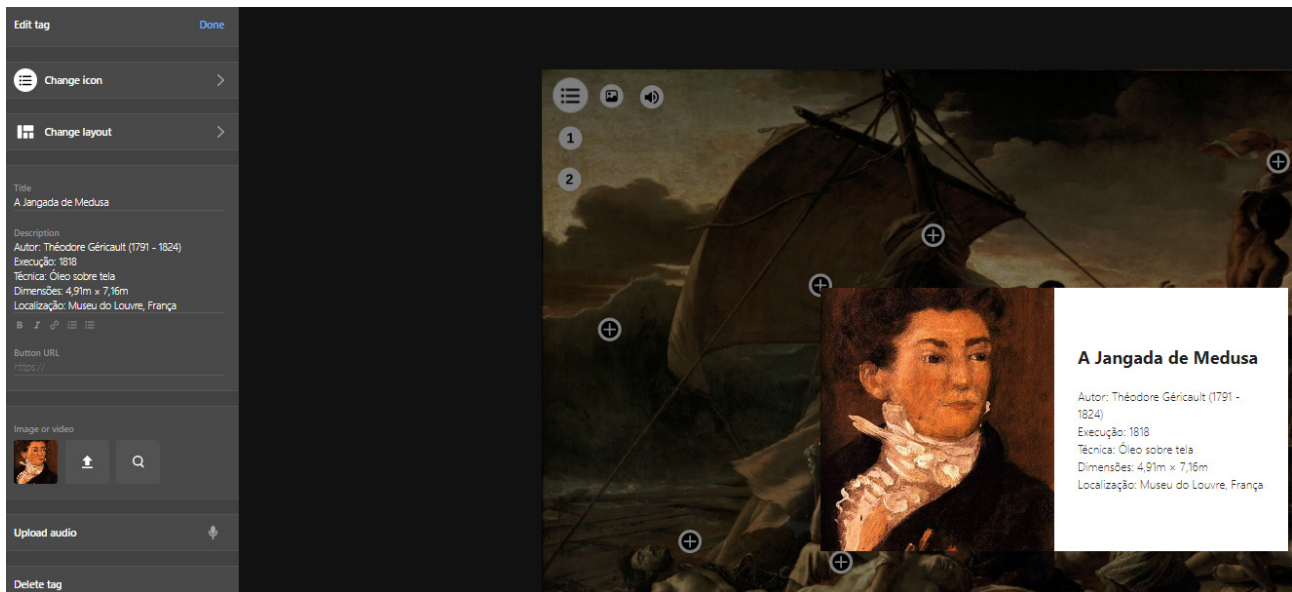 Edit tag
Done
Change icon
Change layout
Title
A Jangada de Medusa
Description
Autor: Théodore Géricault (1791 - 1824)
Execução: 1818
Técnica: Óleo sobre tela
Dimensões: 4,91m × 7,16m
Localização: Museu do Louvre, França
B I
Button URL
https://
Image or video
Upload audio
Delete tag
1
2
A Jangada de Medusa
Autor: Théodore Géricault (1791 -
1824)
Execução: 1818
Técnica: Óleo sobre tela
Dimensões: 4,91m × 7,16m
Localização: Museu do Louvre, França